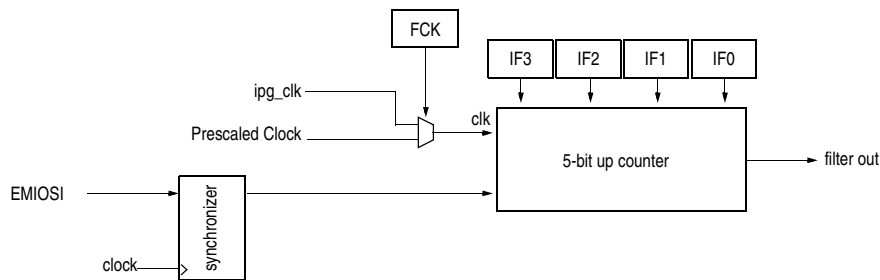 FCK
IF3 IF2 IF1 IF0
ipg_clk
clk
Prescaled Clock
5-bit up counter
filter out
EMIOSI
synchronizer
clock